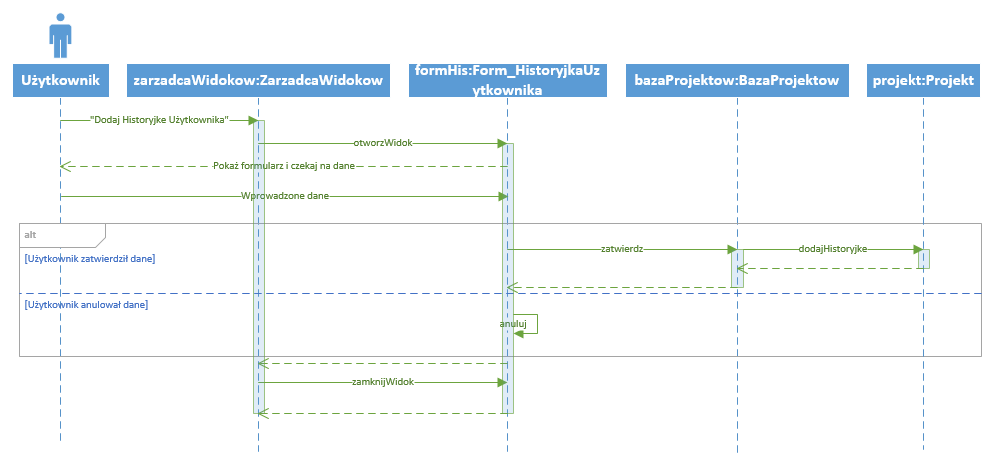 Użytkownik
zarzadcaWidokow:ZarzadcaWidokow
formHis:Form_HistoryjkaUz
ytkownika
bazaProjektow:BazaProjektow
projekt:Projekt
"Dodaj Historyjke Użytkownika"
otworzWidok
Pokaż formularz i czekaj na dane
Wprowadzone dane
alt
[Użytkownik zatwierdził dane]
zatwierdz
dodajHistoryjke
[Użytkownik anulował dane]
anuluj
zamknijWidok